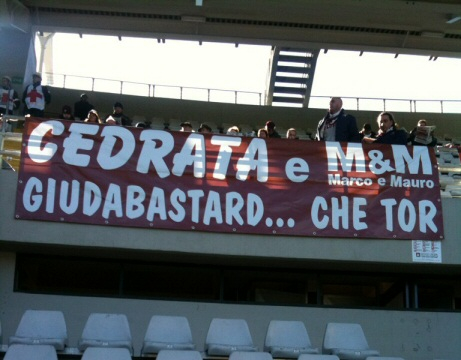 CEDRATA e M&M
Marco e Mauro
GIUDABASTARD... CHE TOR